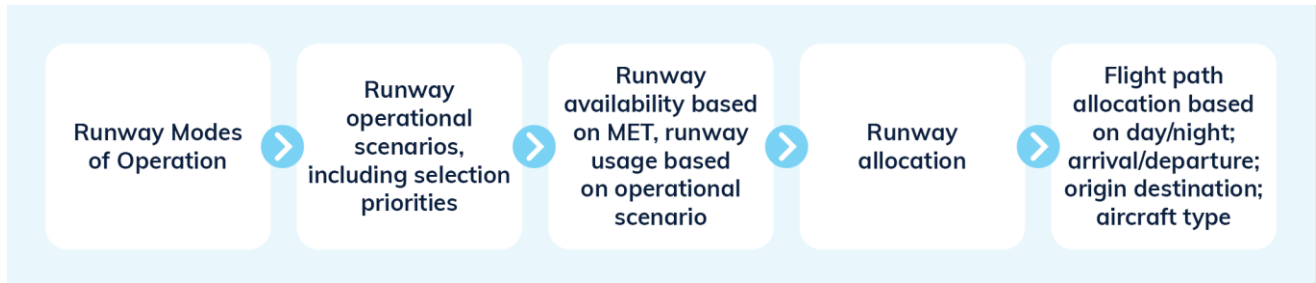 Runway Modes
of Operation
Runway
operational
scenarios,
including selection
priorities
Runway
availability based
on MET, runway
usage based
on operational
scenario
Runway
allocation
Flight path
allocation based
on day/night;
arrival/departure;
origin destination;
aircraft type